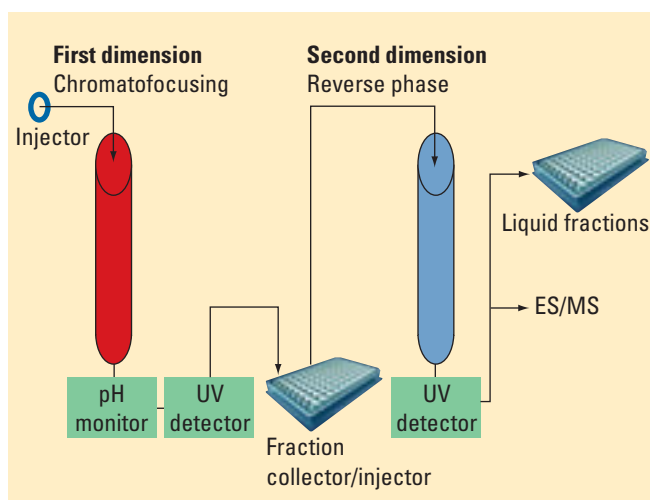 First dimension
Chromatofocusing
Injector
pH
monitor
UV
detector
Fraction
collector/injector
Second dimension
Reverse phase
UV
detector
Liquid fractions
ES/MS